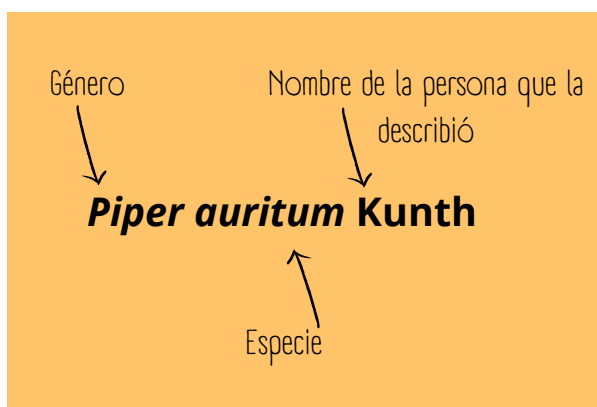 Género
Nombre de la persona que la
describió
Piper auritum Kunth
Especie